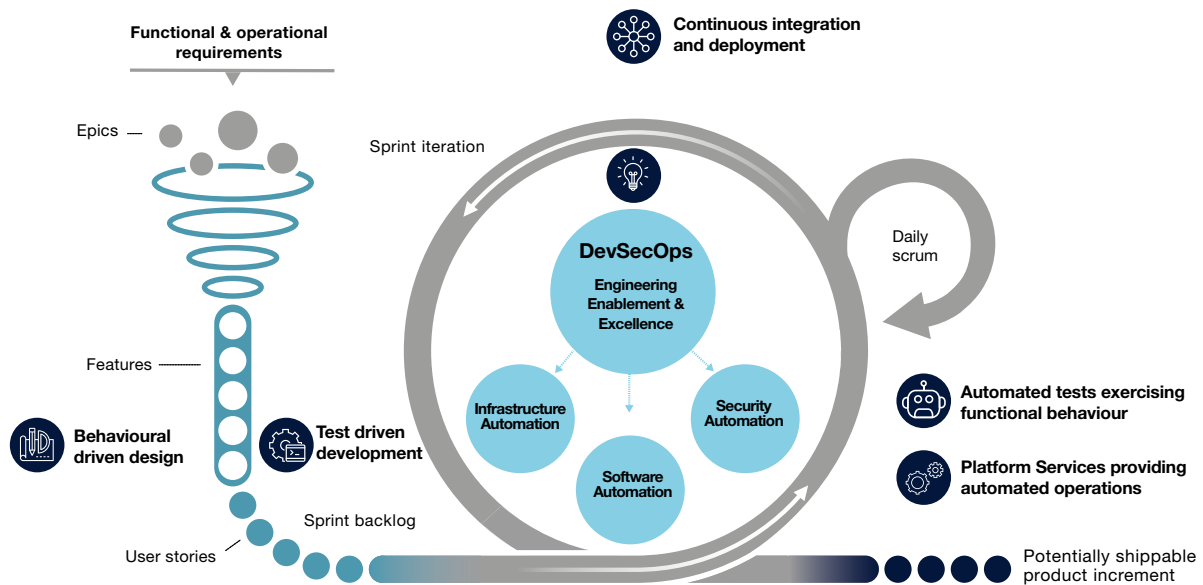 Functional & operational
requirements
Continuous integration
and deployment
Epics
Sprint iteration
DevSecOps
Engineering
Enablement &
Excellence
Daily
scrum
Features
Infrastructure
Automation
Security
Automation
Software
Automation
Automated tests exercising
functional behaviour
Behavioural
driven design
Test driven
development
Platform Services providing
automated operations
Sprint backlog
User stories
Potentially shippable
product increment